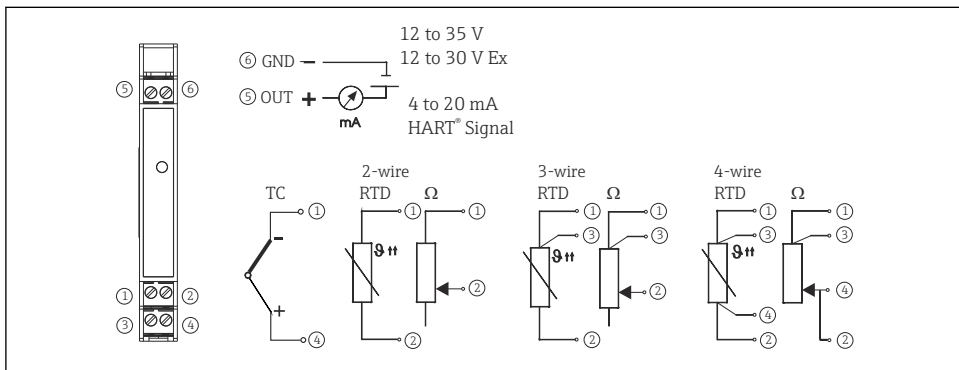 12 to 35 V
⑥ GND – 12 to 30 V Ex
⑤ ⑥
⑤ OUT + 4 to 20 mA
mA HART® Signal
2-wire 3-wire 4-wire
TC RTD Ω RTD Ω RTD Ω
① ① ① ① ① ① ①
– ϑ ③ ③ ③ ③
ϑ ϑ
① ② ② ② ④
+ ④
③ ④ ④ ② ② ② ②